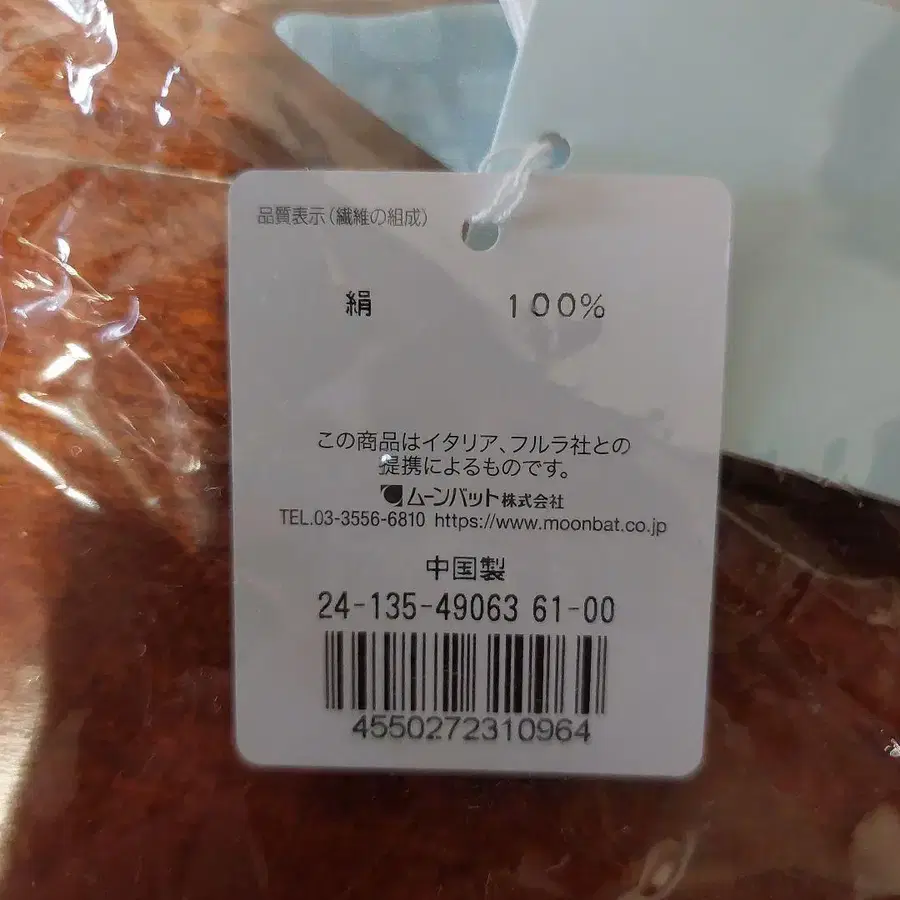 品質表示(繊維の組成)
絹 100%
この商品はイタリア、フルラ社との
提携によるものです。
ムーンバット株式会社
TEL.03-3556-6810 https://www.moonbat.co.jp
中国製
24-135-49063 61-00
4550272310964